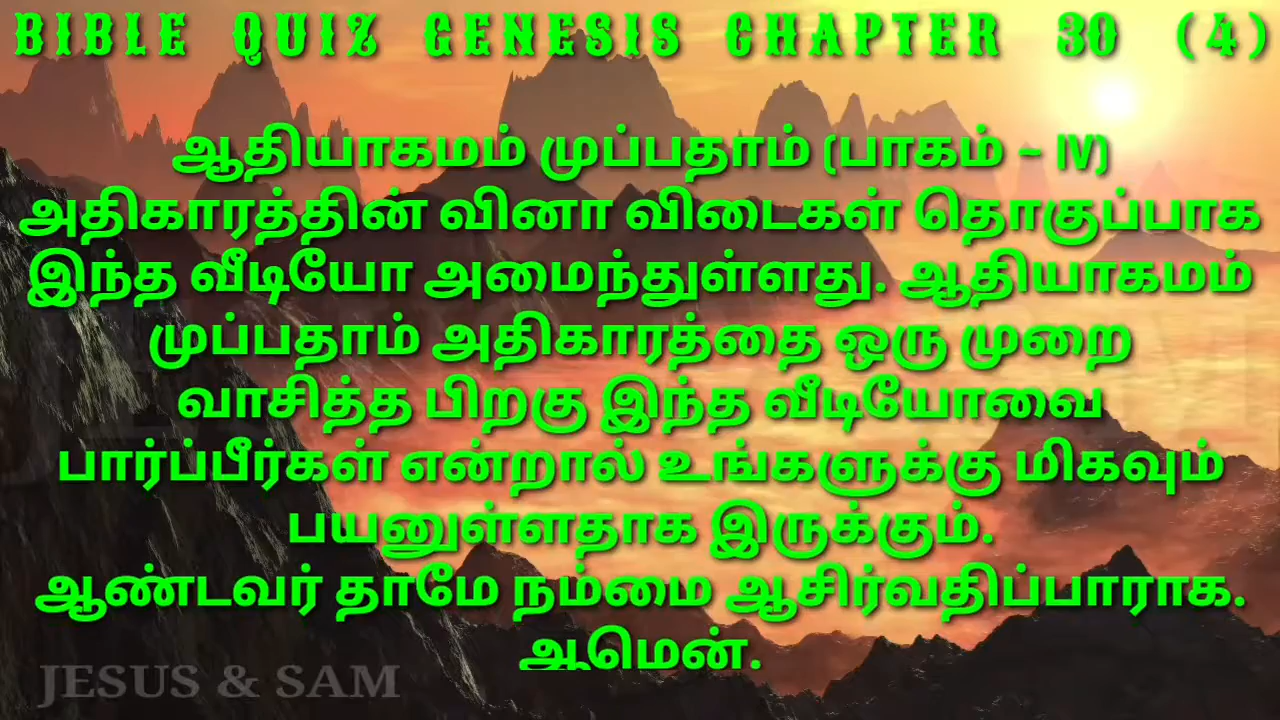 BIBLE QUIZ GENESIS CHAPTER 30 (4)
ஆதியாகமம் முப்பதாம் (பாகம் - IV)
அதிகாரத்தின் வினா விடைகள் தொகுப்பாக
இந்த வீடியோ அமைந்துள்ளது. ஆதியாகமம்
முப்பதாம் அதிகாரத்தை ஒரு முறை
வாசித்த பிறகு இந்த வீடியோவை
பார்ப்பீர்கள் என்றால் உங்களுக்கு மிகவும்
பயனுள்ளதாக இருக்கும்.
ஆண்டவர் தாமே நம்மை ஆசிர்வதிப்பாராக.
ஆமென்.
JESUS & SAM